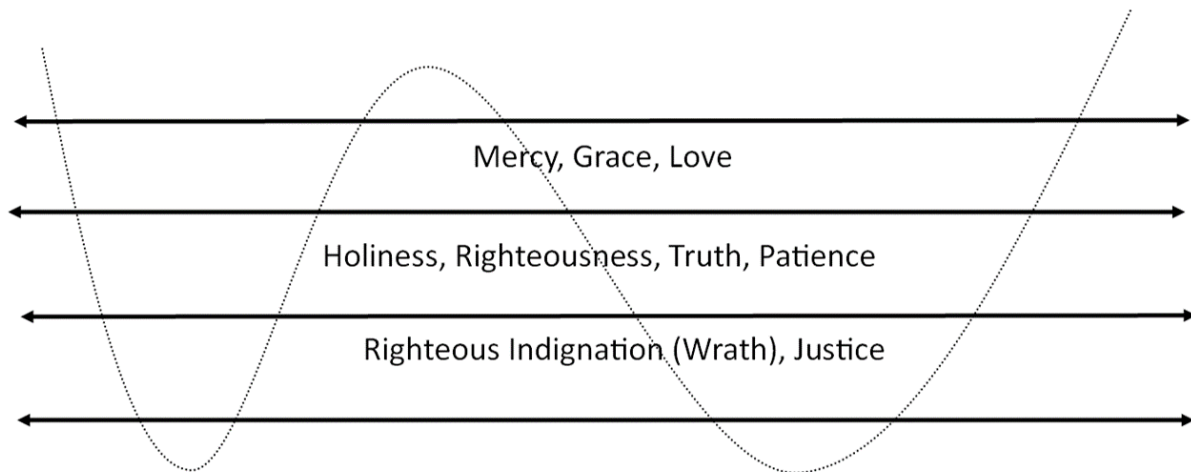 Mercy, Grace, Love
Holiness, Righteousness, Truth, Patience
Righteous Indignation (Wrath), Justice